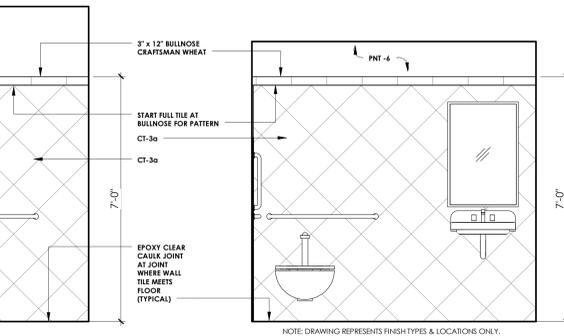 3" x 12" BULLNOSE
CRAFTSMAN WHEAT
PNT -6
START FULL TILE AT
BULLNOSE FOR PATTERN
CT-3a
CT-3a
7'-0"
7'-0"
EPOXY CLEAR
CAULK JOINT
AT JOINT
WHERE WALL
TILE MEETS
FLOOR
(TYPICAL)
NOTE: DRAWING REPRESENTS FINISH TYPES & LOCATIONS ONLY.